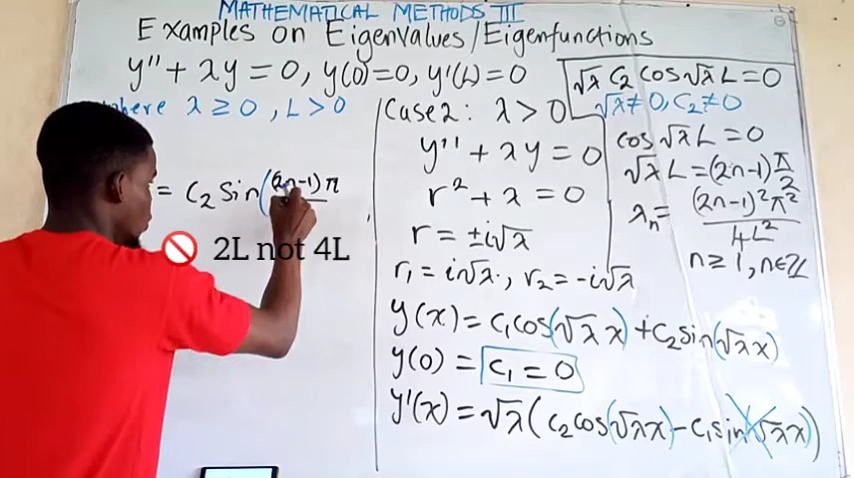 MATHEMATICAL METHODS III
Examples on Eigenvalues/Eigenfunctions
y'' + λy = 0, y(0)=0, y'(L)=0
where λ ≥ 0, L > 0
= C₂ Sin((2n-1)π
🚫 2L not 4L
Case 2: λ > 0
y'' + λy = 0
r² + λ = 0
r = ±i√λ
r₁ = i√λ., r₂ = -i√λ
y(x) = C₁cos(√λx) + C₂sin(√λx)
y(0) = C₁ = 0
y'(x) = √λ(C₂cos(√λx) - C₁sin(√λx))
√λ C₂ cos√λ L = 0
√λ ≠ 0, C₂ ≠ 0
cos √λ L = 0
√λ L = (2n-1)π/2
λₙ = (2n-1)²π²/4L²
n ≥ 1, n∈ℤ